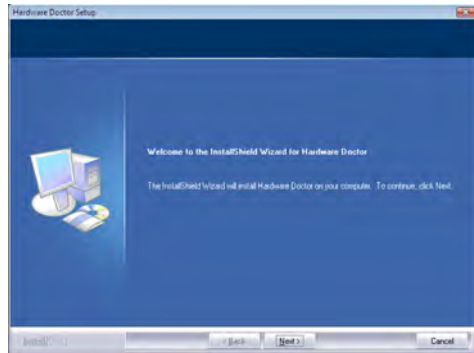 Hardware Doctor Setup
Welcome to the InstallShield Wizard for Hardware Doctor
The InstallShield Wizard will install Hardware Doctor on your computer. To continue, click Next.
InstallShield
< Back
Next >
Cancel